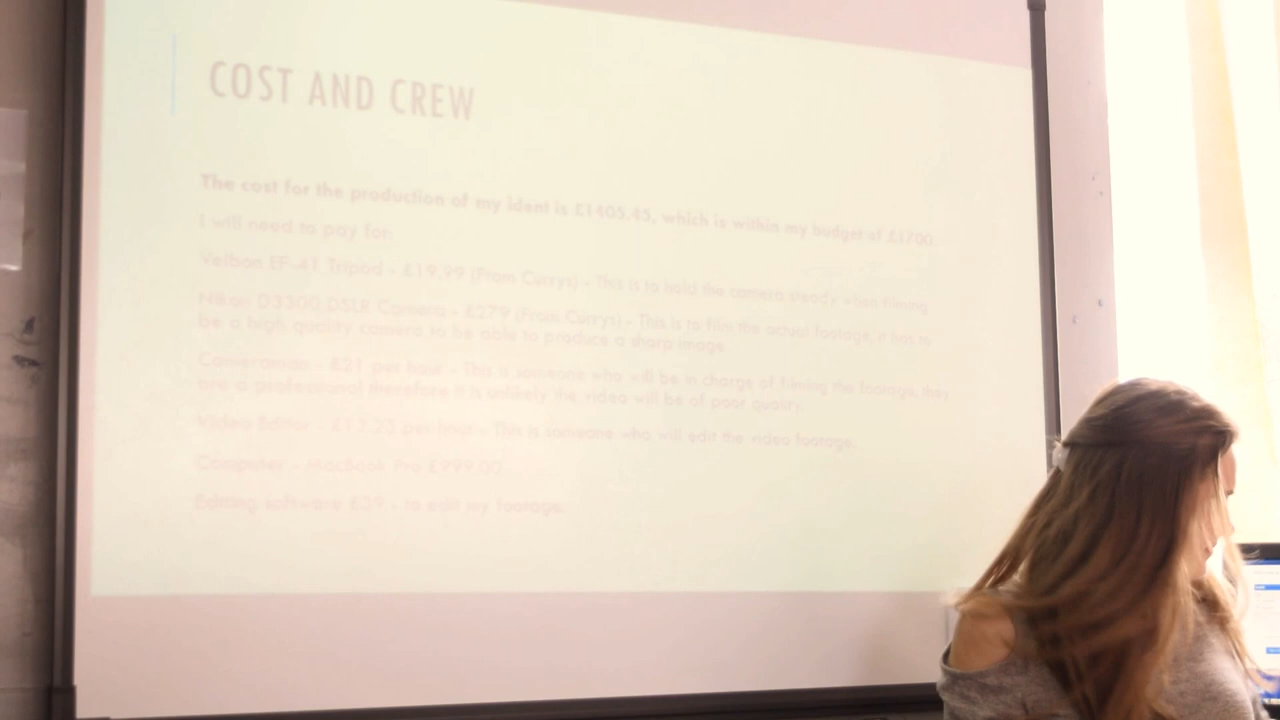 COST AND CREW
The cost for the production of my ident is £1405.45, which is within my budget of £1700
I will need to pay for:
Velbon EF-41 Tripod - £19.99 (From Currys) - This is to hold the camera steady when filming
Nikon D3300 DSLR Camera - £279 (From Currys) - This is to film the actual footage, it has to
be a high quality camera to be able to produce a sharp image
Cameraman - £21 per hour - This is someone who will be in charge of filming the footage, they
are a professional therefore it is unlikely the video will be of poor quality.
Video Editor - per hour - This is someone who will edit the video footage.
Computer - MacBook Pro £999.00
Editing software £39 - to edit my footage.